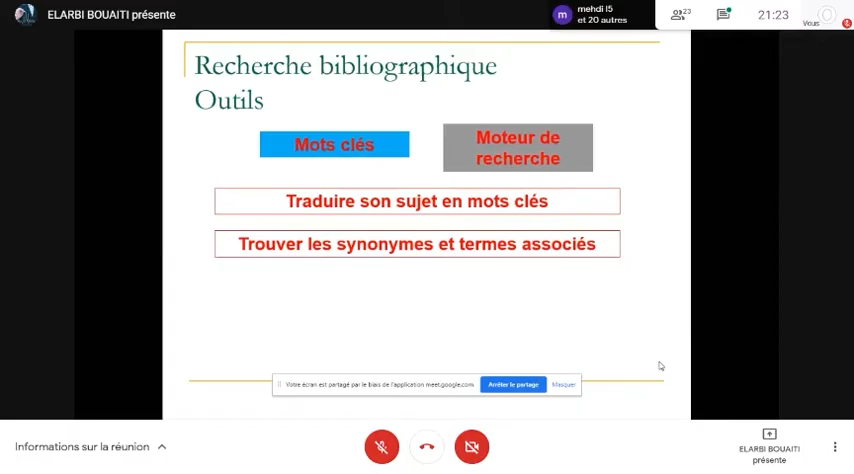 ELARBI BOUAITI présente
m
mehdi l5
et 20 autres
23
21:23
Vous
Recherche bibliographique
Outils
Mots clés
Moteur de
recherche
Traduire son sujet en mots clés
Trouver les synonymes et termes associés
Votre écran est partagé par le biais de l'application meet.google.com.
Arrêter le partage
Masquer
Informations sur la réunion
ELARBI BOUAITI
présente